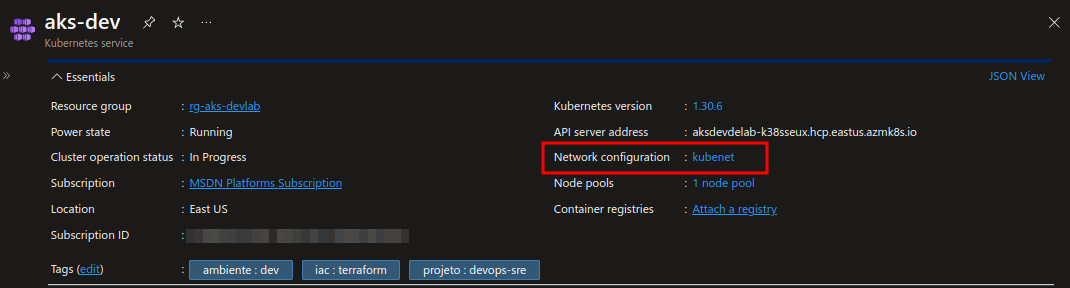 aks-dev
Kubernetes service
Essentials
JSON View
Resource group : rg-aks-devlab
Power state : Running
Cluster operation status : In Progress
Subscription : MSDN Platforms Subscription
Location : East US
Subscription ID :
Kubernetes version : 1.30.6
API server address : aksdevdelab-k38sseux.hcp.eastus.azmk8s.io
Network configuration : kubenet
Node pools : 1 node pool
Container registries : Attach a registry
Tags (edit) : ambiente : dev iac : terraform projeto : devops-sre